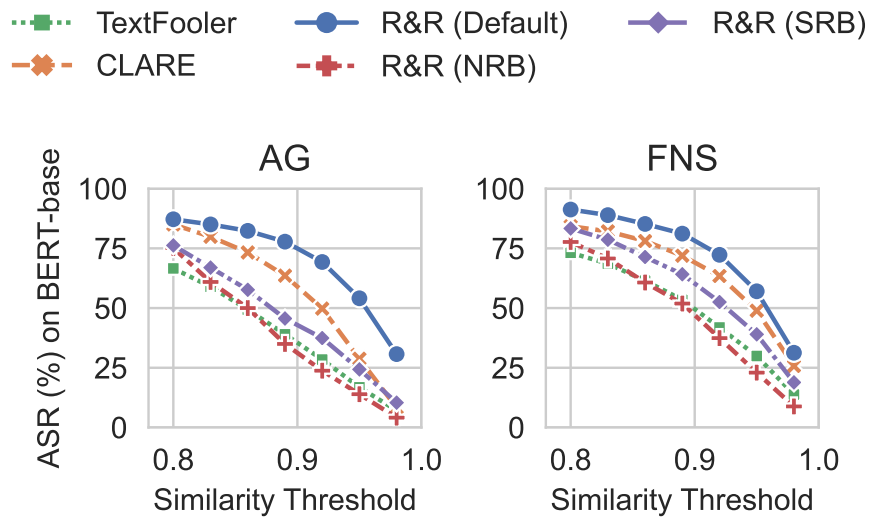 TextFooler R&R (Default) R&R (SRB)
CLARE R&R (NRB)
AG FNS
ASR (%) on BERT-base
100 100
75 75
50 50
25 25
0 0
0.8 0.9 1.0 0.8 0.9 1.0
Similarity Threshold Similarity Threshold